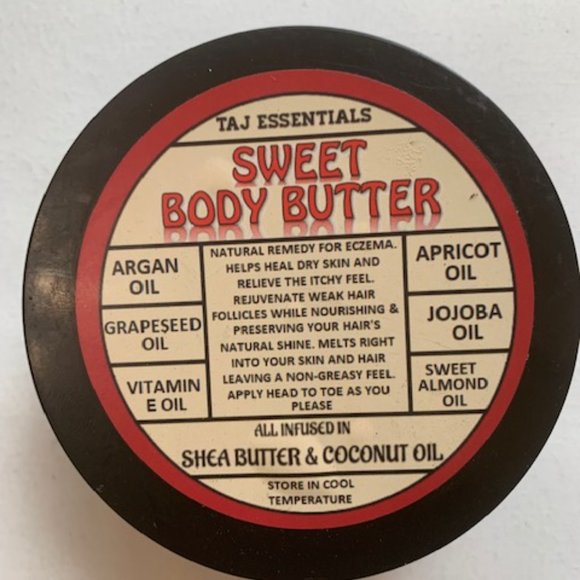 TAJ ESSENTIALS
SWEET
BODY BUTTER
ARGAN
OIL
GRAPESEED
OIL
VITAMIN
E OIL
NATURAL REMEDY FOR ECZEMA.
HELPS HEAL DRY SKIN AND
RELIEVE THE ITCHY FEEL.
REJUVENATE WEAK HAIR
FOLLICLES WHILE NOURISHING &
PRESERVING YOUR HAIR'S
NATURAL SHINE. MELTS RIGHT
INTO YOUR SKIN AND HAIR
LEAVING A NON-GREASY FEEL.
APPLY HEAD TO TOE AS YOU
PLEASE
APRICOT
OIL
JOJOBA
OIL
SWEET
ALMOND
OIL
ALL INFUSED IN
SHEA BUTTER & COCONUT OIL
STORE IN COOL
TEMPERATURE